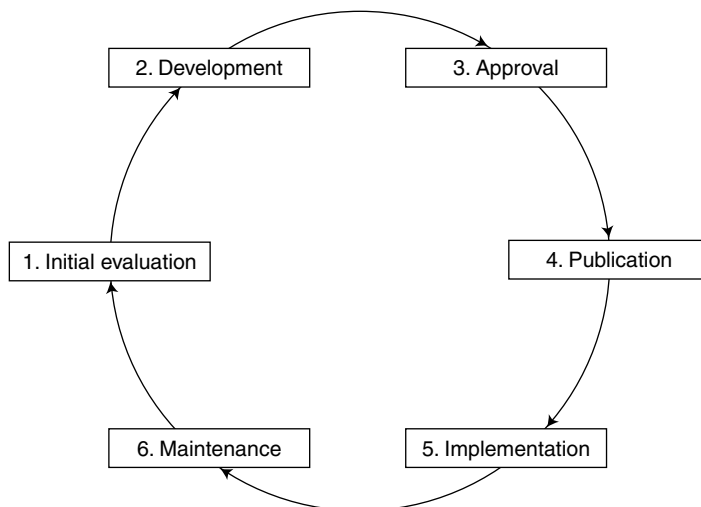 1. Initial evaluation
2. Development
3. Approval
4. Publication
5. Implementation
6. Maintenance